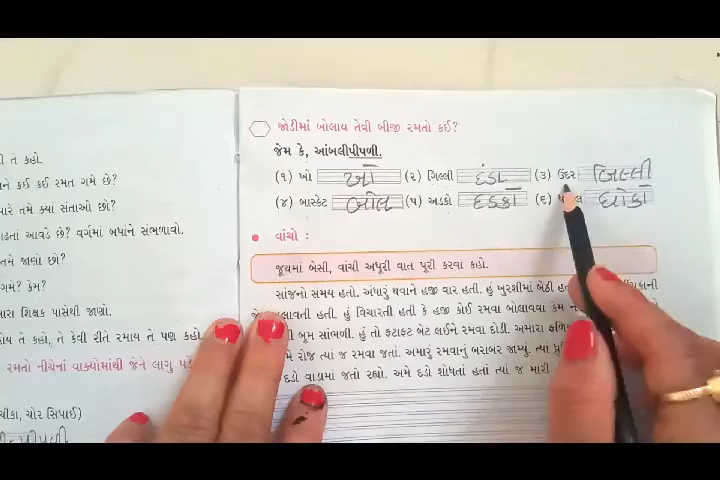 તે કહો.
જોડીમાં બોલાય તેવી બીજી રમતો કઈ?
જેમ કે, આંબલીપીપળી.
(૧) ખો ખો (૨) ગિલ્લી દંડા (૩) ઉંદર બિલ્લી
(૪) બાસ્કેટ બોલ (૫) અડકો દડકો (૬) ધોકો
ને કઈ કઈ રમત ગમે છે?
મારે તમે ક્યાં સંતાઓ છો?
આવડે છે? વર્ગમાં બધાંને સંભળાવો.
જાણો છો?
ગમે? કેમ?
શિક્ષક પાસેથી જાણો.
હોય તે કહો, તે કેવી રીતે રમાય તે પણ કહો.
રમતો નીચેનાં વાક્યોમાંથી જેને લાગુ
ચોર સિપાઈ)
વાંચો :
જૂથમાં બેસી, વાંચી અધૂરી વાત પૂરી કરવા કહો.
સાંજનો સમય હતો. અંધારું થવાને હજી વાર હતી. હું ખુરશીમાં બેઠી
હતી. હું વિચારતી હતી કે હજી કોઈ રમવા બોલાવવા કેમ
બૂમ સાંભળી. હું તો ફટાફટ બેટ લઈને રમવા દોડી. અમારા
રોજ ત્યાં જ રમવા જતાં. અમારું રમવાનું બરાબર જામ્યું. ત્યાં
દડો વાડામાં જતો રહ્યો. અમે દડો શોધતાં હતાં ત્યાં જ મારી